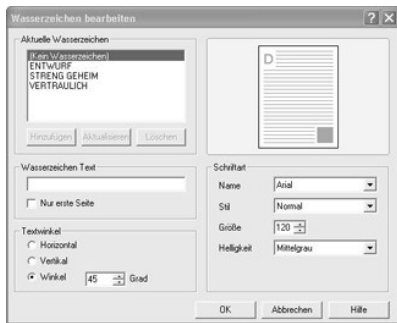 Wasserzeichen bearbeiten
Aktuelle Wasserzeichen
(Kein Wasserzeichen)
ENTWURF
STRENG GEHEIM
VERTRAULICH
Hinzufügen Aktualisieren Löschen
D
Wasserzeichen Text
Nur erste Seite
Textwinkel
Horizontal
Vertikal
Winkel 45 Grad
Schriftart
Name Arial
Stil Normal
Größe 120
Helligkeit Mittelgrau
OK Abbrechen Hilfe